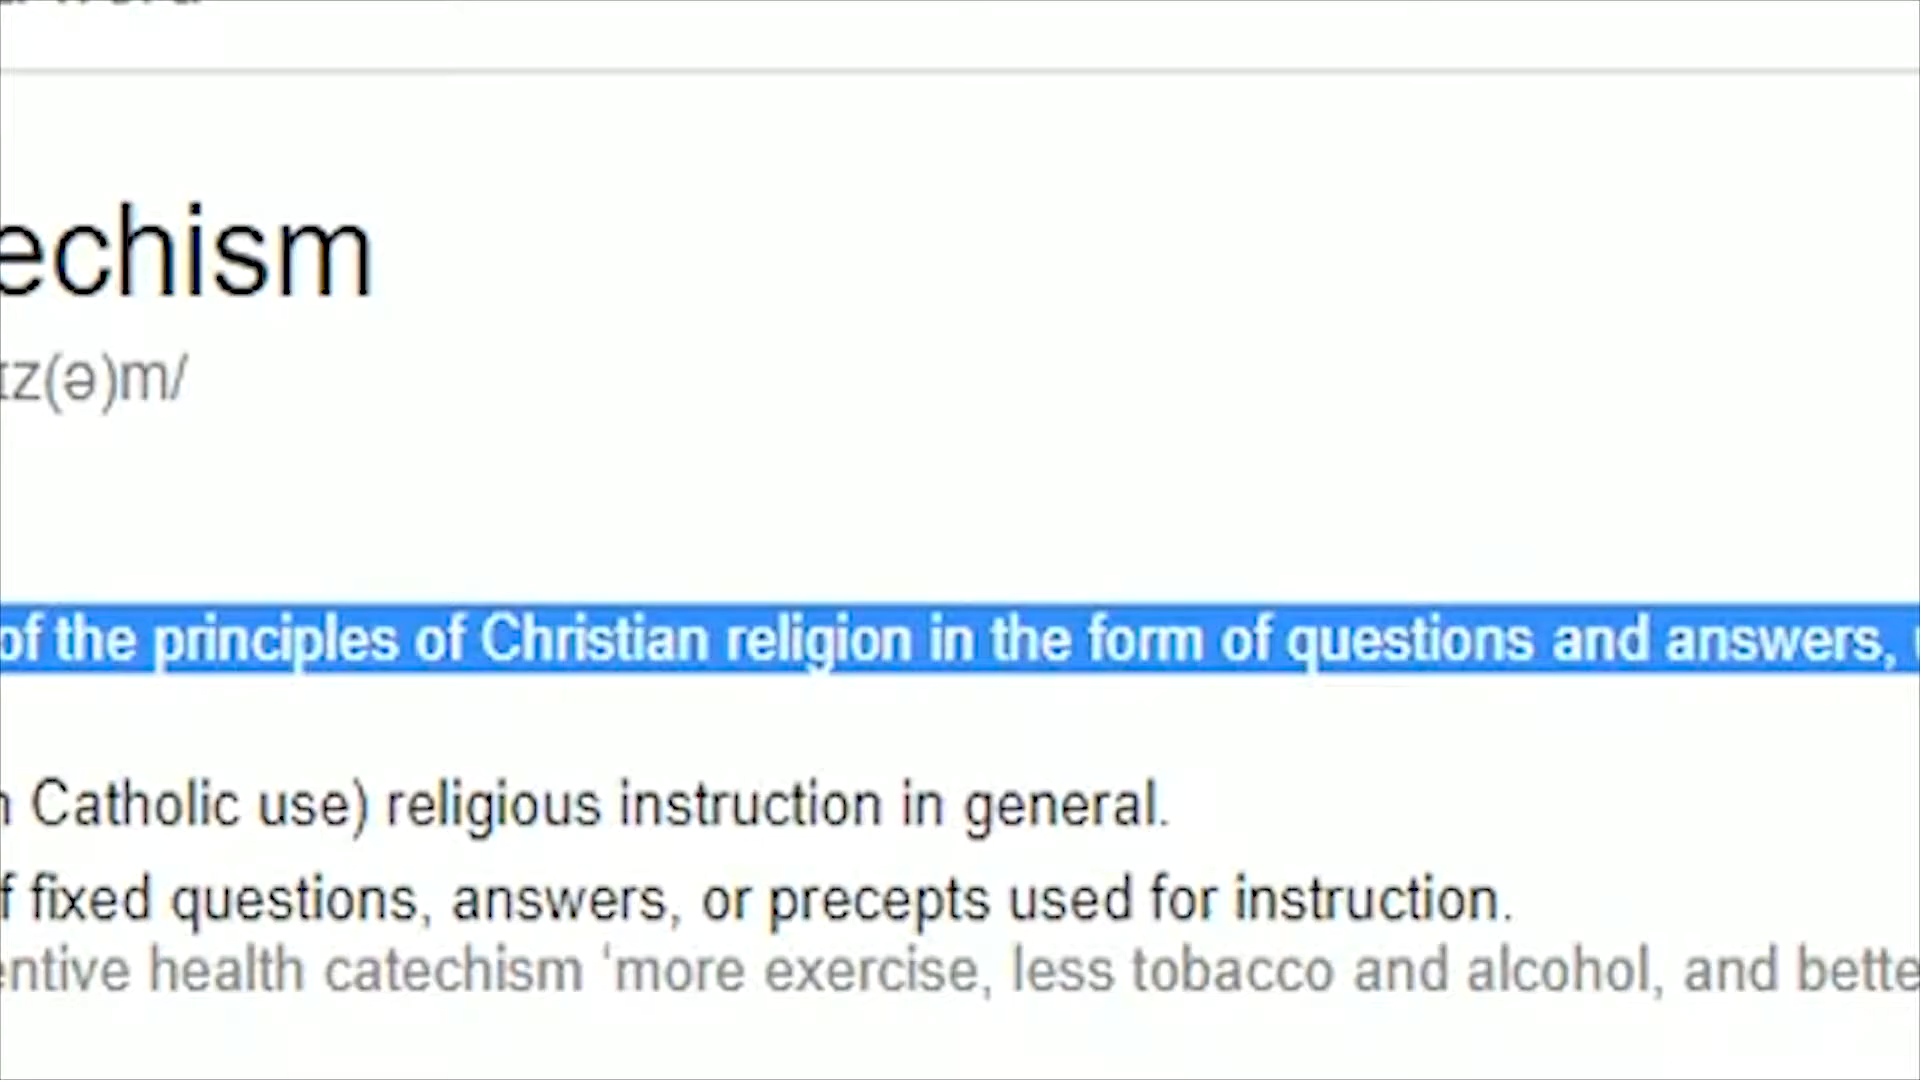 echism
ɪz(ə)m/
of the principles of Christian religion in the form of questions and answers,
Catholic use) religious instruction in general.
f fixed questions, answers, or precepts used for instruction.
entive health catechism ‘more exercise, less tobacco and alcohol, and bette